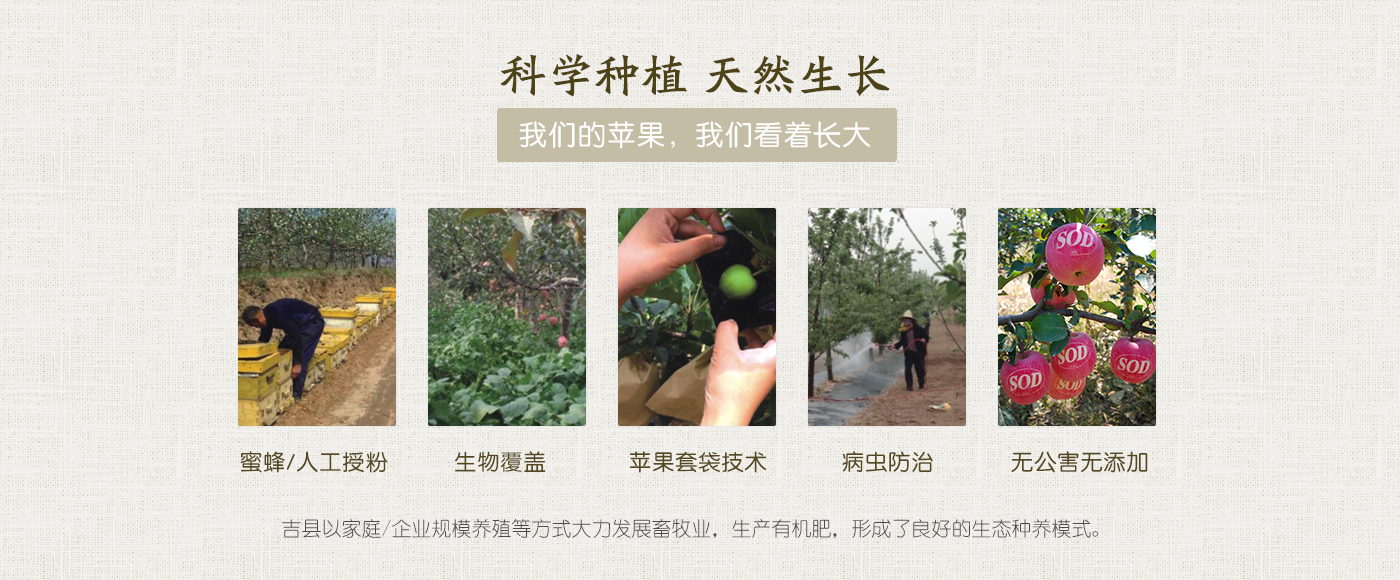 科学种植 天然生长
我们的苹果，我们看着长大
SOD
SOD
SOD
SOD
SOD
蜜蜂/人工授粉
生物覆盖
苹果套袋技术
病虫防治
无公害无添加
吉县以家庭/企业规模养殖等方式大力发展畜牧业，生产有机肥，形成了良好的生态种养模式。